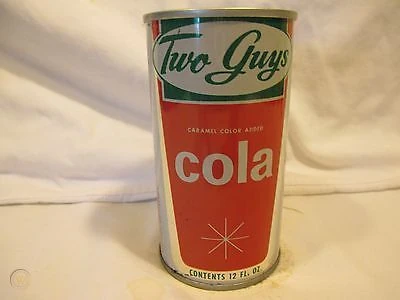 Two Guys
CARAMEL COLOR ADDED
cola
CONTENTS 12 FL. OZ.